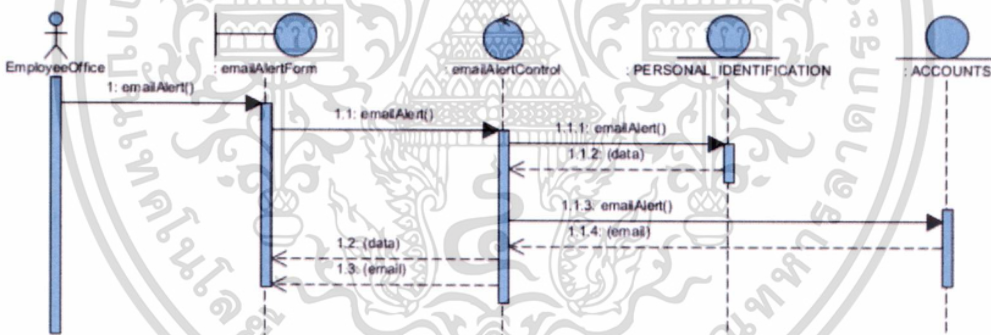 EmployeeOffice
: emailAlertForm
: emailAlertControl
: PERSONAL_IDENTIFICATION
: ACCOUNTS
1: emailAlert()
1.1: emailAlert()
1.1.1: emailAlert()
1.1.2: (data)
1.1.3: emailAlert()
1.1.4: (email)
1.2: (data)
1.3: (email)